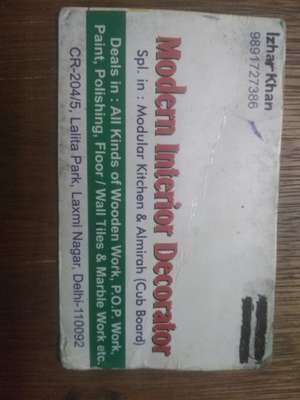 Izhar Khan
9891727386
Modern Interior Decorator
Spl. in : Modular Kitchen & Almirah (Cub Board)
Deals in : All Kinds of Wooden Work, P.O.P. Work,
Paint, Polishing, Floor / Wall Tiles & Marble Work etc.
CR-204/5, Lalita Park, Laxmi Nagar, Delhi-110092